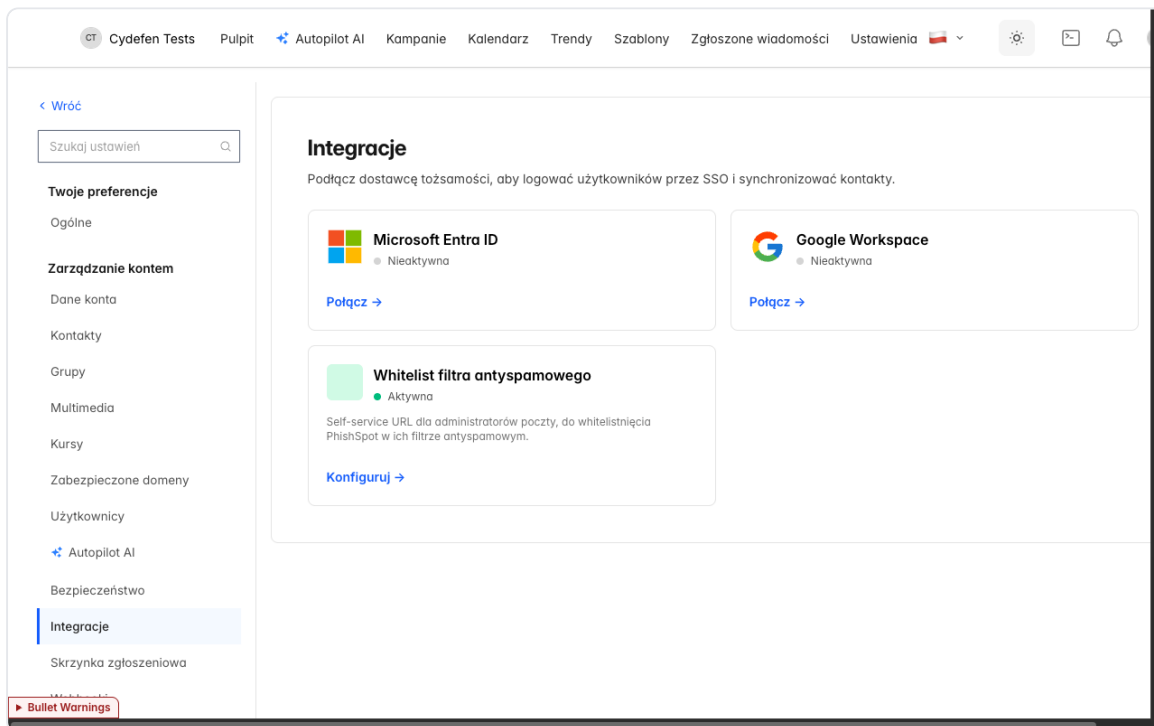 CT Cydefen Tests Pulpit Autopilot AI Kampanie Kalendarz Trendy Szablony Zgłoszone wiadomości Ustawienia
Wróć
Szukaj ustawień
Twoje preferencje
Ogólne
Zarządzanie kontem
Dane konta
Kontakty
Grupy
Multimedia
Kursy
Zabezpieczone domeny
Użytkownicy
Autopilot AI
Bezpieczeństwo
Integracje
Skrzynka zgłoszeniowa
Bullet Warnings
Integracje
Podłącz dostawcę tożsamości, aby logować użytkowników przez SSO i synchronizować kontakty.
Microsoft Entra ID
Nieaktywna
Połącz →
Google Workspace
Nieaktywna
Połącz →
Whitelist filtra antyspamowego
Aktywna
Self-service URL dla administratorów poczty, do whitelistnięcia
PhishSpot w ich filtrze antyspamowym.
Konfiguruj →